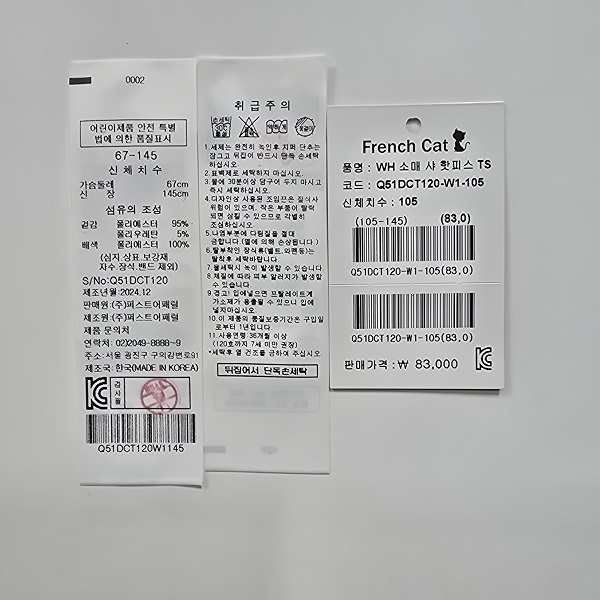 0002
어린이제품 안전 특별
법에 의한 품질표시
67-145
신 체 치 수
가슴둘레 67cm
신 장 145cm
섬유의 조성
겉감 폴리에스터 95%
폴리우레탄 5%
배색 폴리에스터 100%
(심지.상표.보강재.
자수 장식.밴드 제외)
S/No:Q51DCT120
제조년월:2024.12
판매원:(주)퍼스트어패럴
제조원:(주)퍼스트어패럴
제품 문의처
연락처: 02)2049-8888~9
주소:서울 광진구 구의강변로91
제조국: 한국(MADE IN KOREA)
검사필
Q51DCT120W1145
취 급 주 의
손세탁
1.세제는 완전히 녹인후 지퍼 단추는
잠그고 뒤집어 반드시 단독 손세탁
하십시오.
2.표백제로 세탁하지 마십시오.
3.물에 30분이상 담구어 두지 마시고
즉시 세탁하십시오.
4.디자인상 사용된 조임끈은 질식사
위험이 있으며, 작은 부품이 탈락
되면 삼킬 수 있으므로 각별히
조심하십시오.
5.나염부분에 다림질을 절대
금합니다.(열에 의해 손상됩니다.)
6.탈부착인 장식류(벨트,와펜등)는
탈착후 세탁바랍니다.
7.물세탁시 녹이 발생할 수 있습니다.
8.체질에 따라 피부 알러지가 발생할
수 있습니다.
9.경고: 입에넣으면 프탈레이트계
가소제가 용출될 수 있으니 입에
넣지마십시오.
10.이 제품의 품질보증기간은 구입일
로부터 1년입니다.
11.사용연령:36개월 이상
(120호까지 7세 미만 권장)
*세탁후 열 건조를 금하여 주십시오.
뒤집어서 단독손세탁
French Cat
품명 : WH 소매 샤 핫피스 TS
코드 : Q51DCT120-W1-105
신체치수 : 105
(105-145) (83,0)
Q51DCT120-W1-105(83,0)
Q51DCT120-W1-105(83,0)
판매가격 : ₩ 83,000